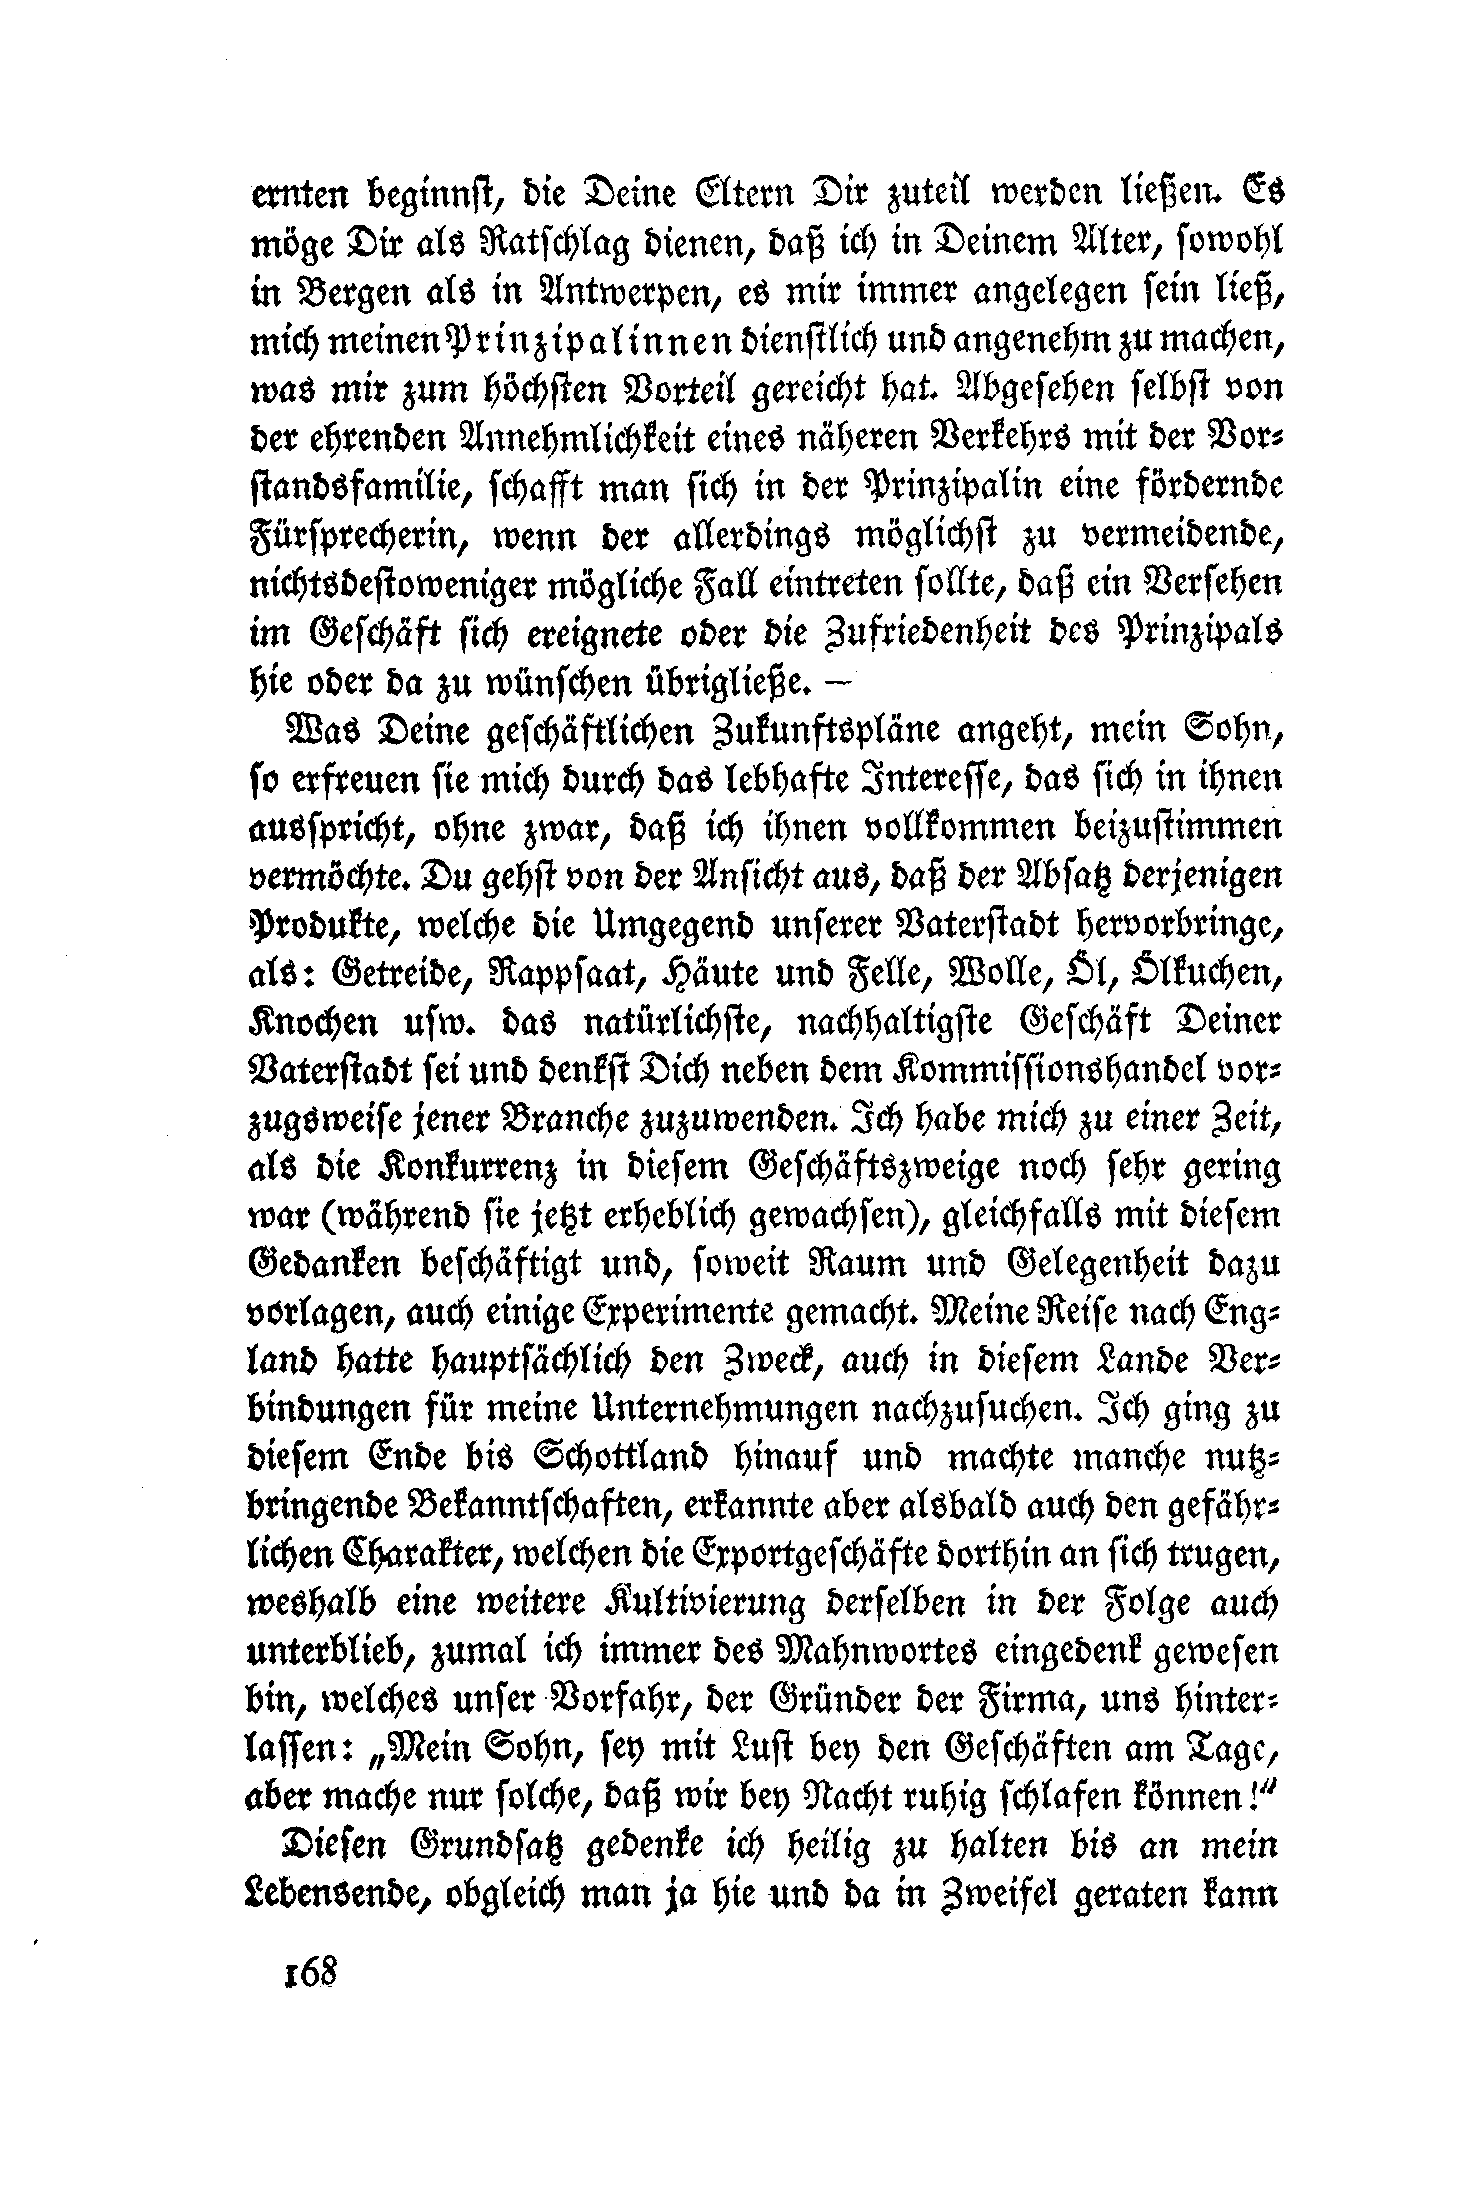 ernten beginnst, die Deine Eltern Dir zuteil werden ließen. Es
möge Dir als Ratschlag dienen, daß ich in Deinem Alter, sowohl
in Bergen als in Antwerpen, es mir immer angelegen sein ließ,
mich meinen Prinzipalinnen dienstlich und angenehm zu machen,
was mir zum höchsten Vorteil gereicht hat. Abgesehen selbst von
der ehrenden Annehmlichkeit eines näheren Verkehrs mit der Vor-
standsfamilie, schafft man sich in der Prinzipalin eine fördernde
Fürsprecherin, wenn der allerdings möglichst zu vermeidende,
nichtsdestoweniger mögliche Fall eintreten sollte, daß ein Versehen
im Geschäft sich ereignete oder die Zufriedenheit des Prinzipals
hie oder da zu wünschen übrigließe. —
Was Deine geschäftlichen Zukunftspläne angeht, mein Sohn,
so erfreuen sie mich durch das lebhafte Interesse, das sich in ihnen
ausspricht, ohne zwar, daß ich ihnen vollkommen beizustimmen
vermöchte. Du gehst von der Ansicht aus, daß der Absatz derjenigen
Produkte, welche die Umgegend unserer Vaterstadt hervorbringe,
als: Getreide, Rappsaat, Häute und Felle, Wolle, Öl, Ölkuchen,
Knochen usw. das natürlichste, nachhaltigste Geschäft Deiner
Vaterstadt sei und denkst Dich neben dem Kommissionshandel vor-
zugsweise jener Branche zuzuwenden. Ich habe mich zu einer Zeit,
als die Konkurrenz in diesem Geschäftszweige noch sehr gering
war (während sie jetzt erheblich gewachsen), gleichfalls mit diesem
Gedanken beschäftigt und, soweit Raum und Gelegenheit dazu
vorlagen, auch einige Experimente gemacht. Meine Reise nach Eng-
land hatte hauptsächlich den Zweck, auch in diesem Lande Ver-
bindungen für meine Unternehmungen nachzusuchen. Ich ging zu
diesem Ende bis Schottland hinauf und machte manche nutz-
bringende Bekanntschaften, erkannte aber alsbald auch den gefähr-
lichen Charakter, welchen die Exportgeschäfte dorthin an sich trugen,
weshalb eine weitere Kultivierung derselben in der Folge auch
unterblieb, zumal ich immer des Mahnwortes eingedenk gewesen
bin, welches unser Vorfahr, der Gründer der Firma, uns hinter-
lassen: „Mein Sohn, sey mit Lust bey den Geschäften am Tage,
aber mache nur solche, daß wir bey Nacht ruhig schlafen können!“
Diesen Grundsatz gedenke ich heilig zu halten bis an mein
Lebensende, obgleich man ja hie und da in Zweifel geraten kann
168